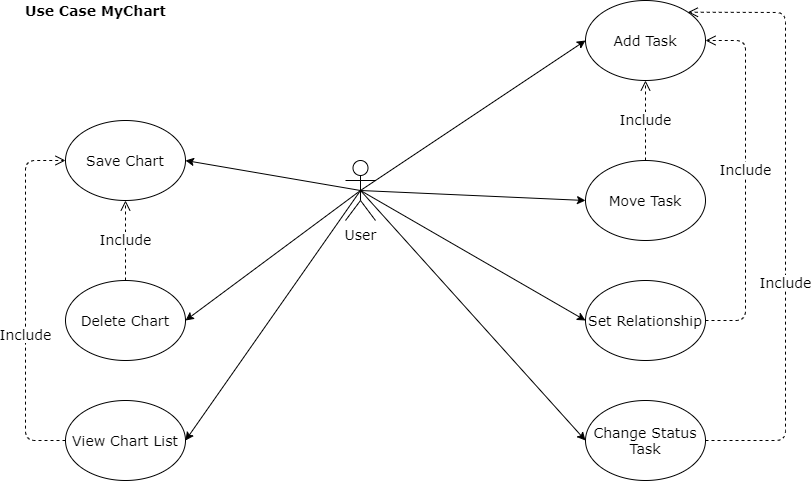 Use Case MyChart
Add Task
Include
Save Chart
Include
Move Task
User
Include
Include
Delete Chart
Set Relationship
Include
View Chart List
Change Status
Task